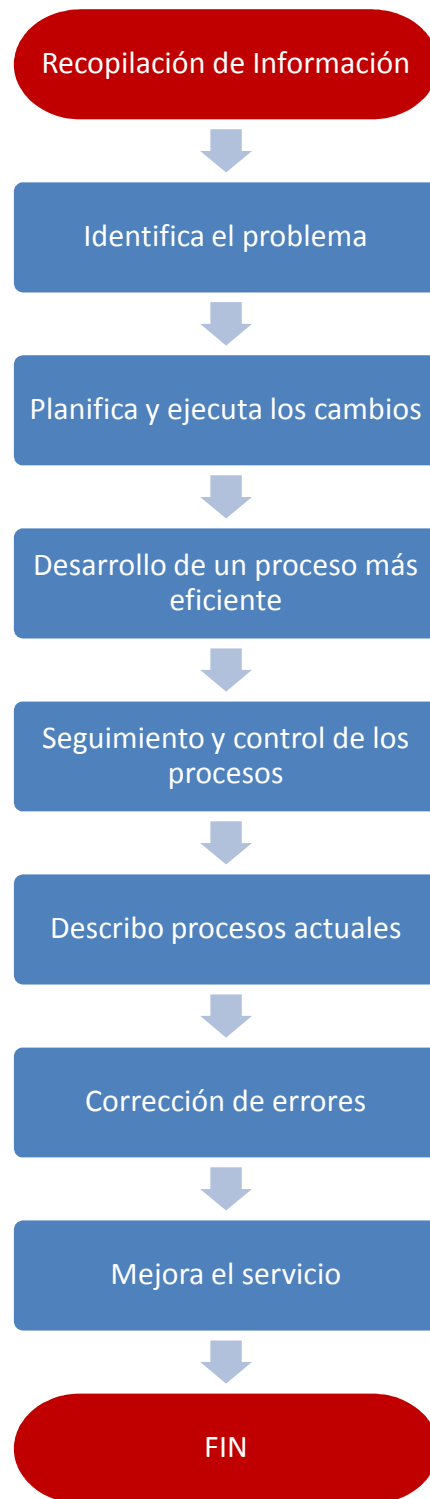 Recopilación de Información
Identifica el problema
Planifica y ejecuta los cambios
Desarrollo de un proceso más
eficiente
Seguimiento y control de los
procesos
Describo procesos actuales
Corrección de errores
Mejora el servicio
FIN